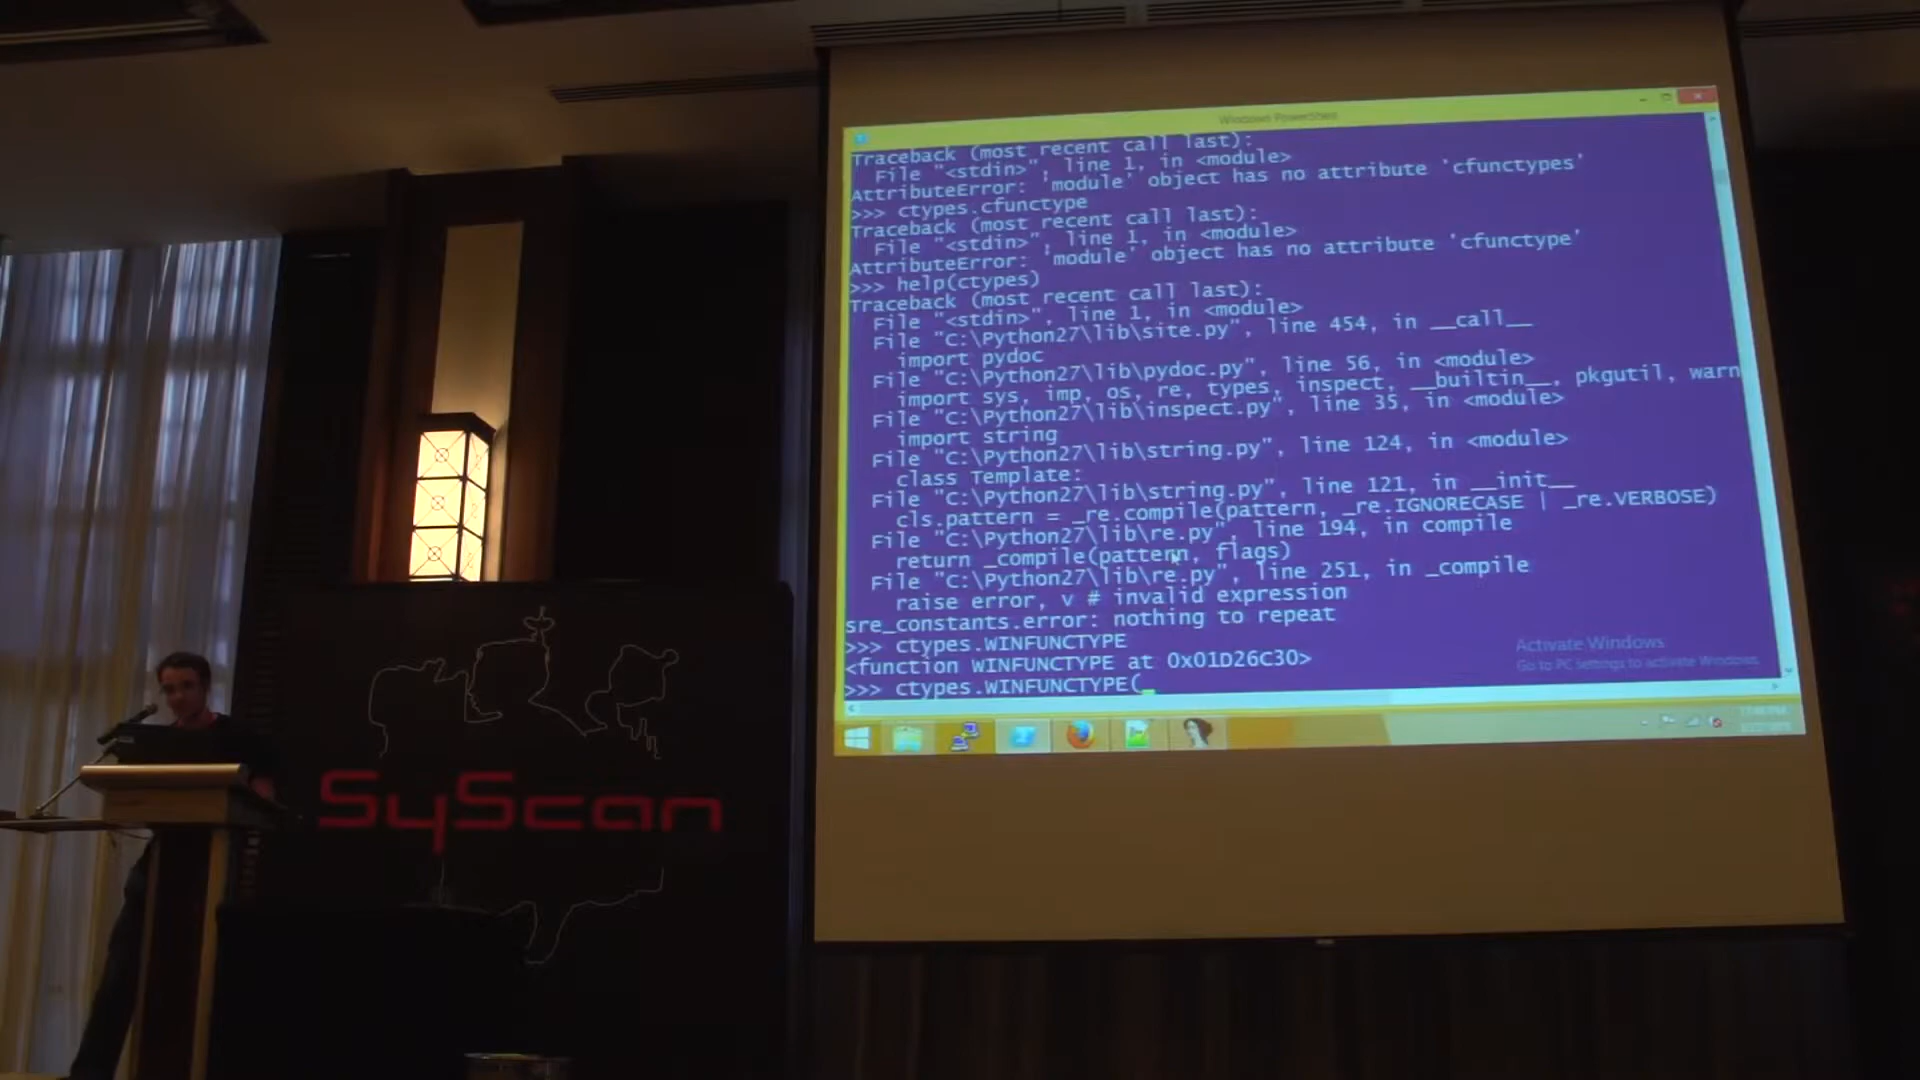 Windows PowerShell
Traceback (most recent call last):
  File "<stdin>", line 1, in <module>
AttributeError: 'module' object has no attribute 'cfunctypes'
>>> ctypes.cfunctype
Traceback (most recent call last):
  File "<stdin>", line 1, in <module>
AttributeError: 'module' object has no attribute 'cfunctype'
>>> help(ctypes)
Traceback (most recent call last):
  File "<stdin>", line 1, in <module>
  File "C:\Python27\lib\site.py", line 454, in __call__
    import pydoc
  File "C:\Python27\lib\pydoc.py", line 56, in <module>
    import sys, imp, os, re, types, inspect, __builtin__, pkgutil, warn
  File "C:\Python27\lib\inspect.py", line 35, in <module>
    import string
  File "C:\Python27\lib\string.py", line 124, in <module>
    class Template:
  File "C:\Python27\lib\string.py", line 121, in __init__
    cls.pattern = _re.compile(pattern, _re.IGNORECASE | _re.VERBOSE)
  File "C:\Python27\lib\re.py", line 194, in compile
    return _compile(pattern, flags)
  File "C:\Python27\lib\re.py", line 251, in _compile
    raise error, v # invalid expression
sre_constants.error: nothing to repeat
>>> ctypes.WINFUNCTYPE
<function WINFUNCTYPE at 0x01D26C30>
>>> ctypes.WINFUNCTYPE(
Activate Windows
Go to PC settings to activate Windows.
SyScan